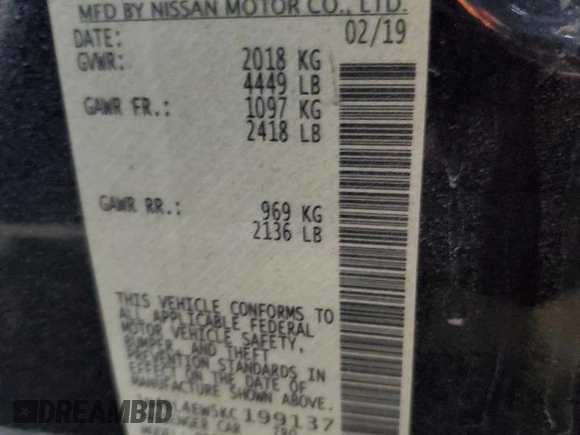 MFD BY NISSAN MOTOR CO., LTD.
DATE: 02/19
GVWR: 2018 KG
4449 LB
GAWR FR.: 1097 KG
2418 LB
GAWR RR.: 969 KG
2136 LB
THIS VEHICLE CONFORMS TO
ALL APPLICABLE FEDERAL
MOTOR VEHICLE SAFETY,
BUMPER AND THEFT
PREVENTION STANDARDS IN
EFFECT ON THE DATE OF
MANUFACTURE SHOWN ABOVE.
199137
CAR
DREAMBID